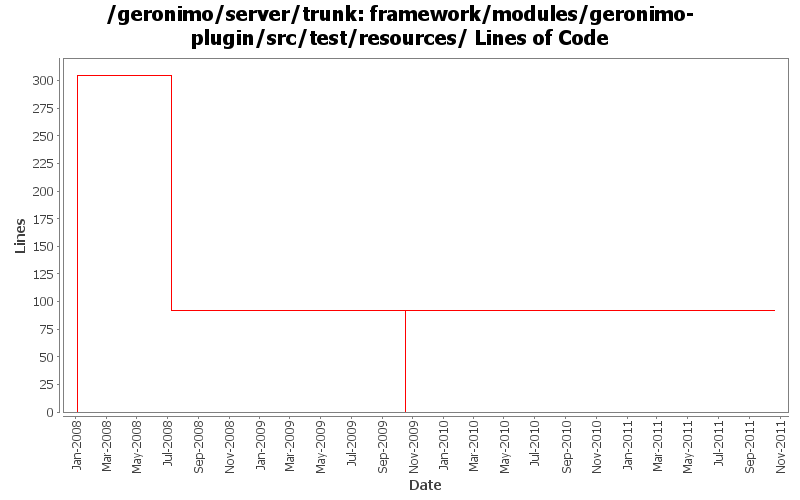 /geronimo/server/trunk: framework/modules/geronimo-
plugin/src/test/resources/ Lines of Code
300
275
250
225
200
175
150
125
100
75
50
25
0
Lines
Jan-2008
Mar-2008
May-2008
Jul-2008
Sep-2008
Nov-2008
Jan-2009
Mar-2009
May-2009
Jul-2009
Sep-2009
Nov-2009
Jan-2010
Mar-2010
May-2010
Jul-2010
Sep-2010
Nov-2010
Jan-2011
Mar-2011
May-2011
Jul-2011
Sep-2011
Nov-2011
Date